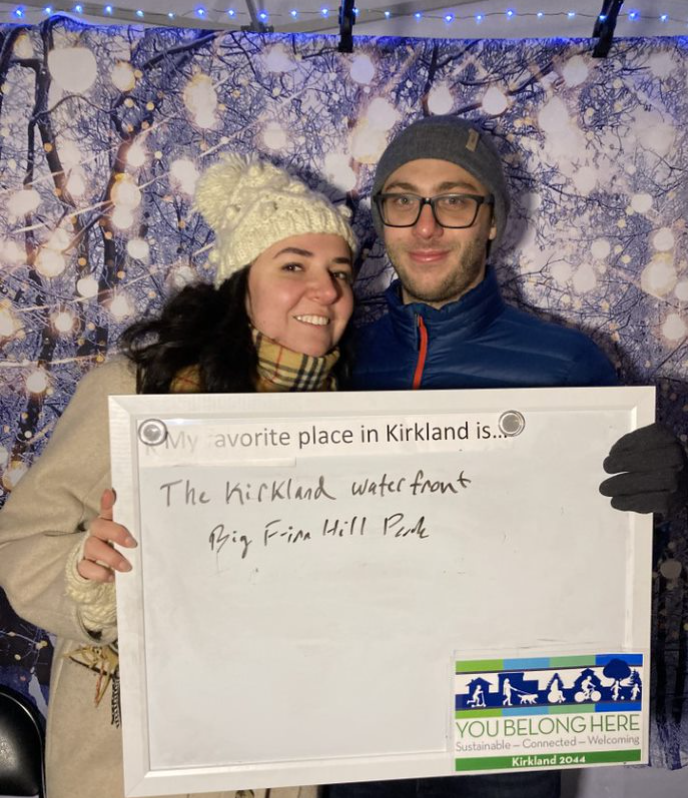 My favorite place in Kirkland is...
The Kirkland waterfront
Big Finn Hill Park
YOU BELONG HERE
Sustainable – Connected – Welcoming
Kirkland 2044